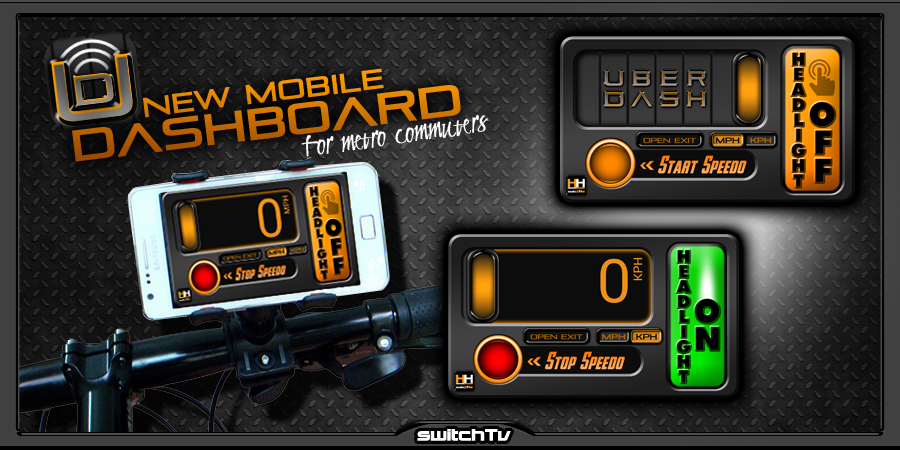 UD
NEW MOBILE
DASHBOARD
for metro commuters
UBER
DASH
OPEN EXIT
MPH
KPH
<< START SPEEDO
HEADLIGHT
OFF
0
MPH
OPEN EXIT
MPH
KPH
<< STOP SPEEDO
HEADLIGHT
OFF
0
KPH
OPEN EXIT
MPH
KPH
<< STOP SPEEDO
HEADLIGHT
ON
switchTv